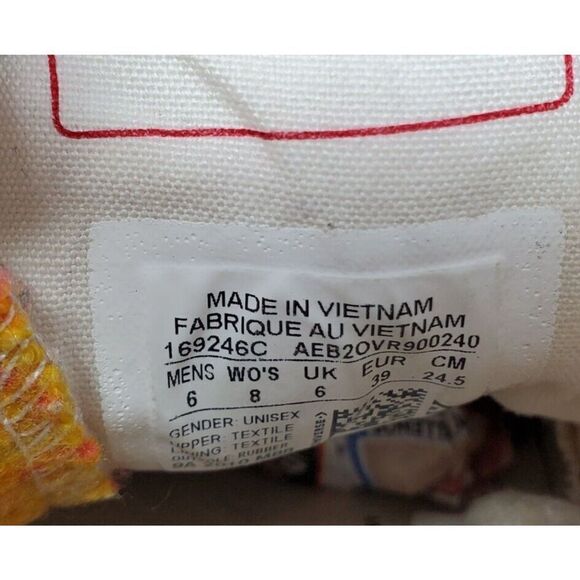 MADE IN VIETNAM
FABRIQUE AU VIETNAM
169246C AEB2OVR900240
MENS WO'S UK EUR CM
6 8 6 39 24.5
GENDER: UNISEX
UPPER: TEXTILE
LINING: TEXTILE
OUTSOLE: RUBBER